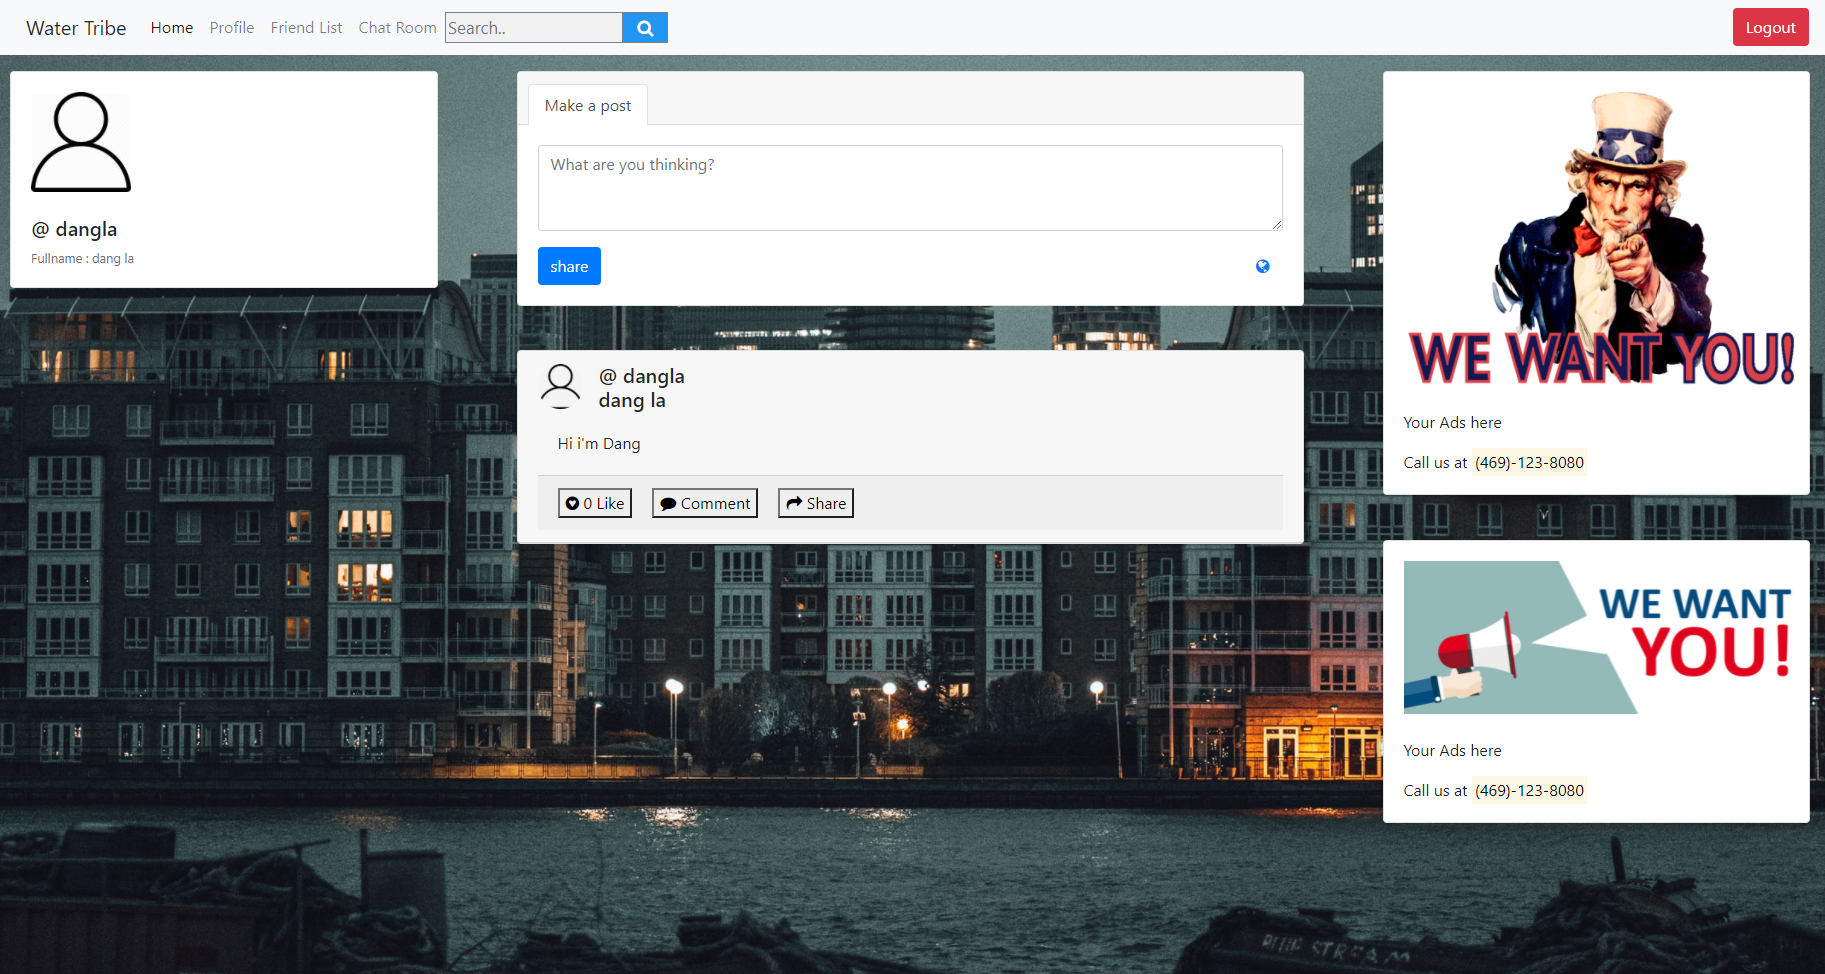 Water Tribe Home Profile Friend List Chat Room Search.. Logout
@ dangla
Fullname : dang la
Make a post
What are you thinking?
share
@ dangla
dang la
Hi i'm Dang
0 Like Comment Share
WE WANT YOU!
Your Ads here
Call us at (469)-123-8080
WE WANT
YOU!
Your Ads here
Call us at (469)-123-8080
STREAM